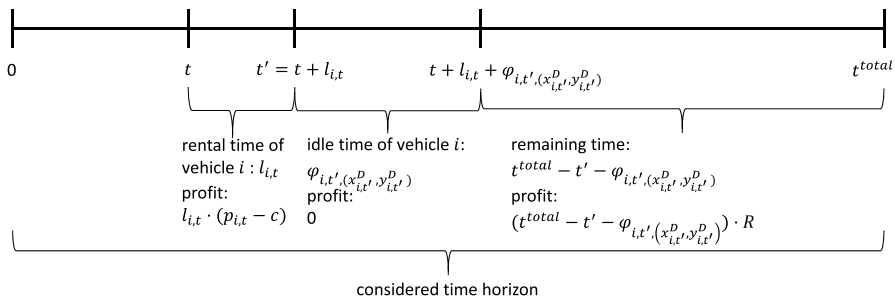 0 t t′ = t + l_{i,t} t + l_{i,t} + φ_{i,t′,(x^D_{i,t′},y^D_{i,t′})} t^{total}
rental time of idle time of vehicle i: remaining time:
vehicle i : l_{i,t} φ_{i,t′,(x^D_{i,t′},y^D_{i,t′})} t^{total} − t′ − φ_{i,t′,(x^D_{i,t′},y^D_{i,t′})}
profit: profit: profit:
l_{i,t} · (p_{i,t} − c) 0 (t^{total} − t′ − φ_{i,t′,(x^D_{i,t′},y^D_{i,t′})}) · R
considered time horizon